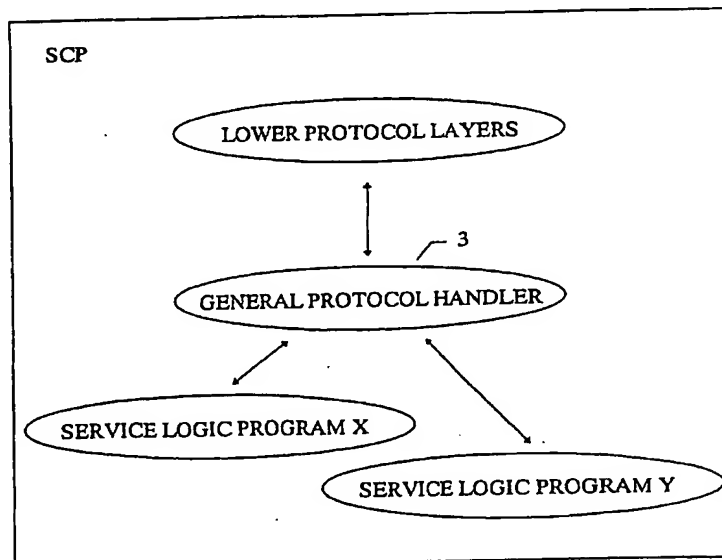 SCP
LOWER PROTOCOL LAYERS
3
GENERAL PROTOCOL HANDLER
SERVICE LOGIC PROGRAM X
SERVICE LOGIC PROGRAM Y